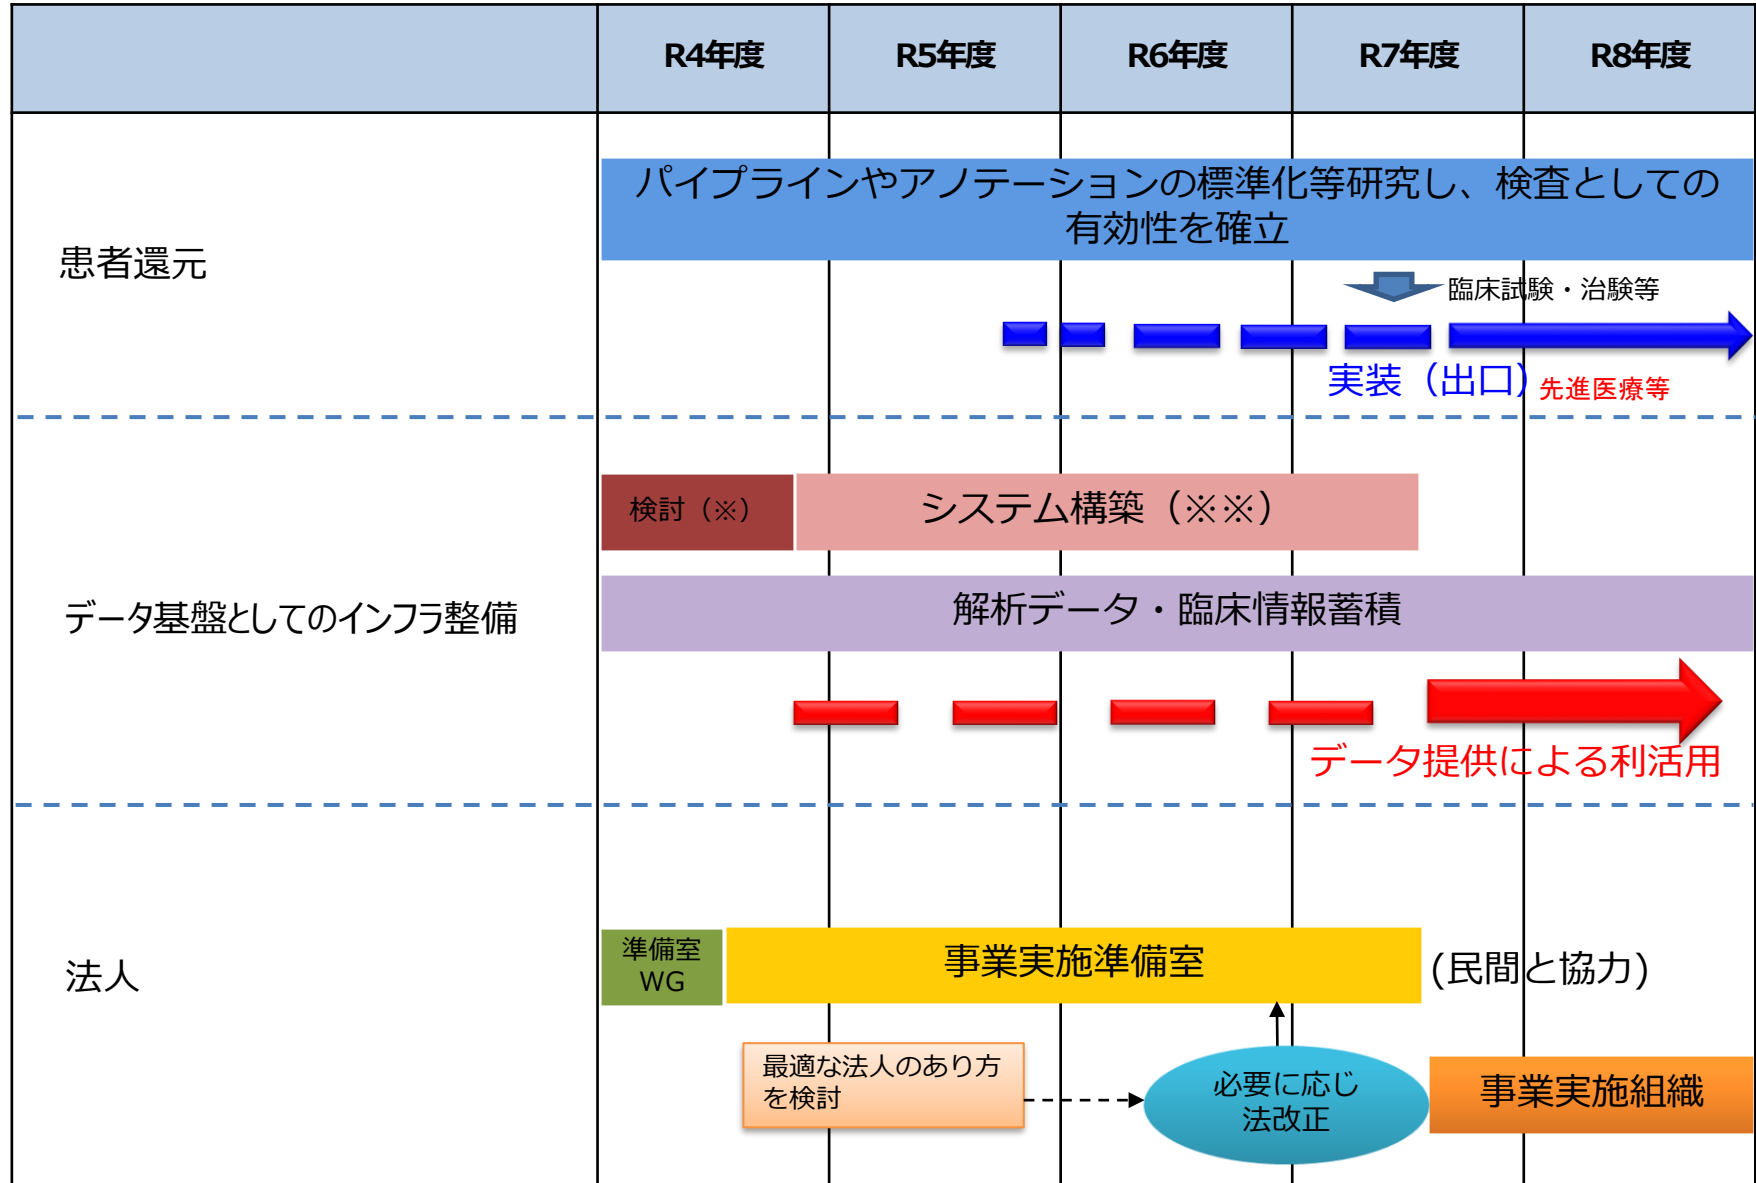 R4年度
R5年度
R6年度
R7年度
R8年度
患者還元
パイプラインやアノテーションの標準化等研究し、検査としての
有効性を確立
臨床試験・治験等
実装（出口)
先進医療等
データ基盤としてのインフラ整備
検討（※）
システム構築（※※）
解析データ・臨床情報蓄積
データ提供による利活用
法人
準備室
WG
事業実施準備室
(民間と協力)
最適な法人のあり方
を検討
必要に応じ
法改正
事業実施組織